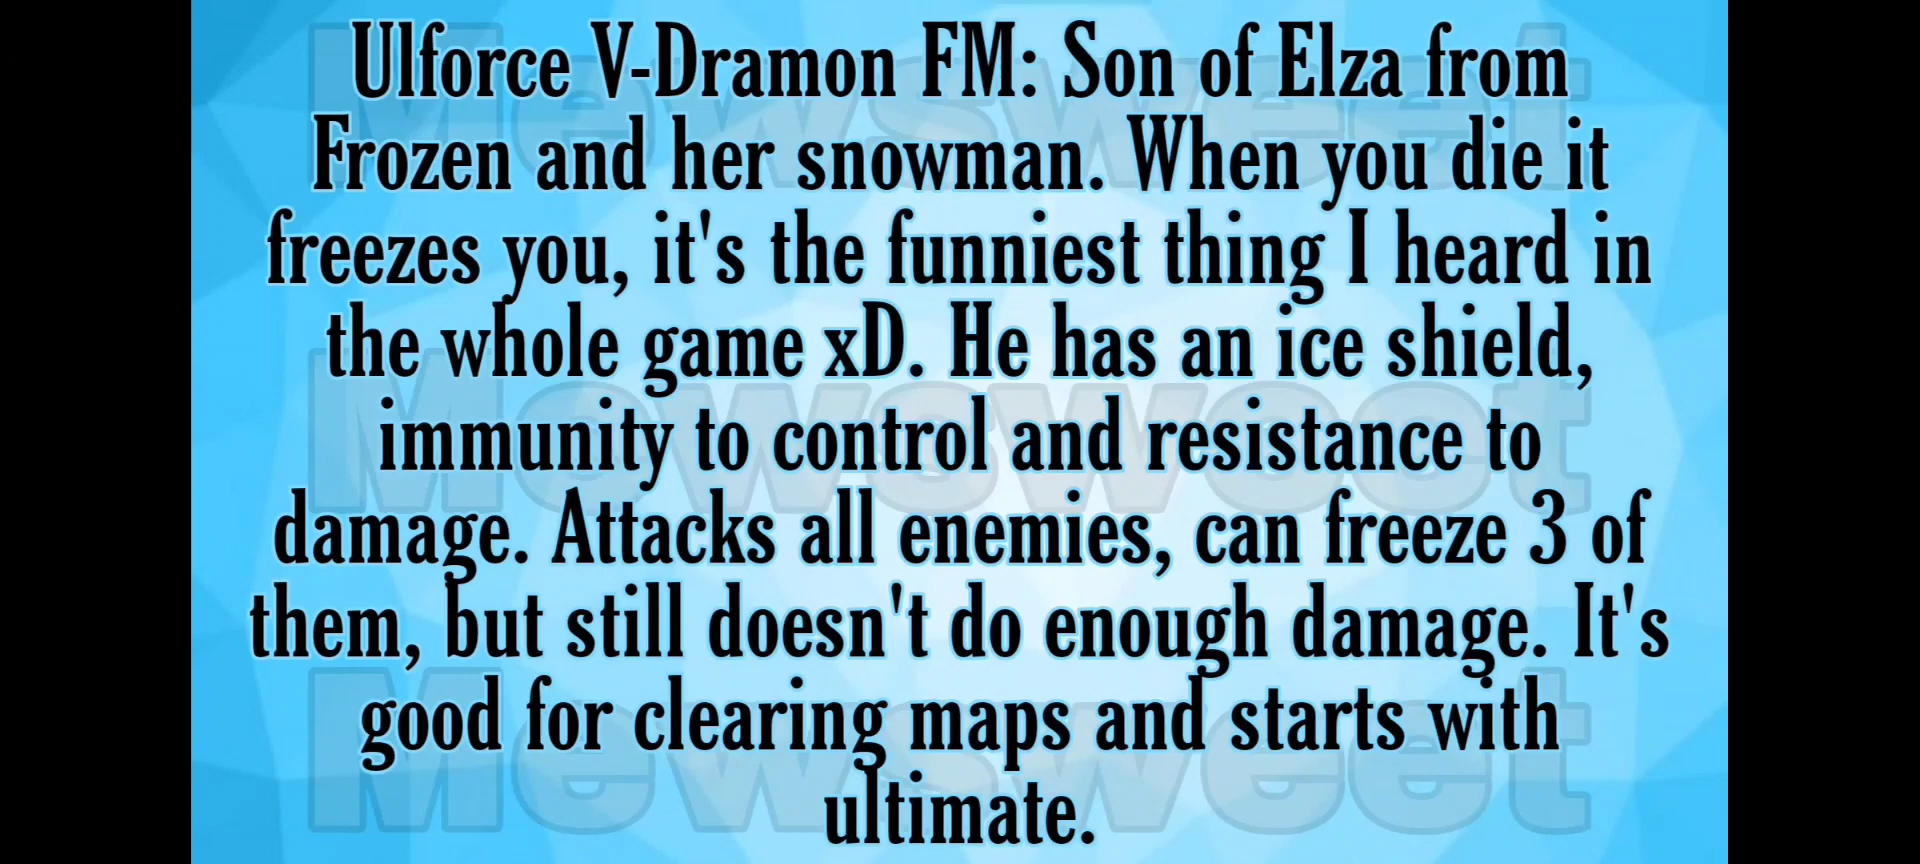 Ulforce V-Dramon FM: Son of Elza from
Frozen and her snowman. When you die it
freezes you, it's the funniest thing I heard in
the whole game xD. He has an ice shield,
immunity to control and resistance to
damage. Attacks all enemies, can freeze 3 of
them, but still doesn't do enough damage. It's
good for clearing maps and starts with
ultimate.
Mewsweet
Mewsweet
Mewsweet